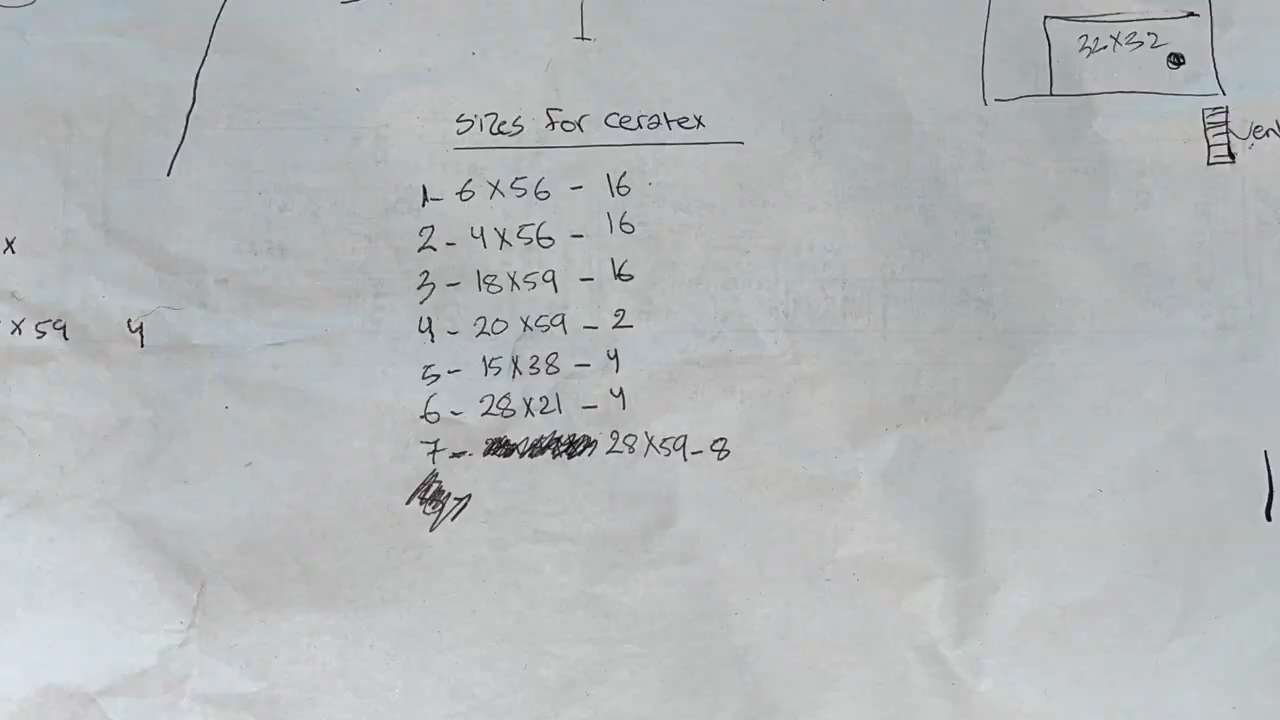 32x32
Sizes for ceratex
1- 6x56 - 16
2 - 4x56 - 16
3 - 18x59 - 16
4 - 20x59 - 2
5 - 15x38 - 4
6 - 28x21 - 4
7 - 28x59 - 8
x
x59 4